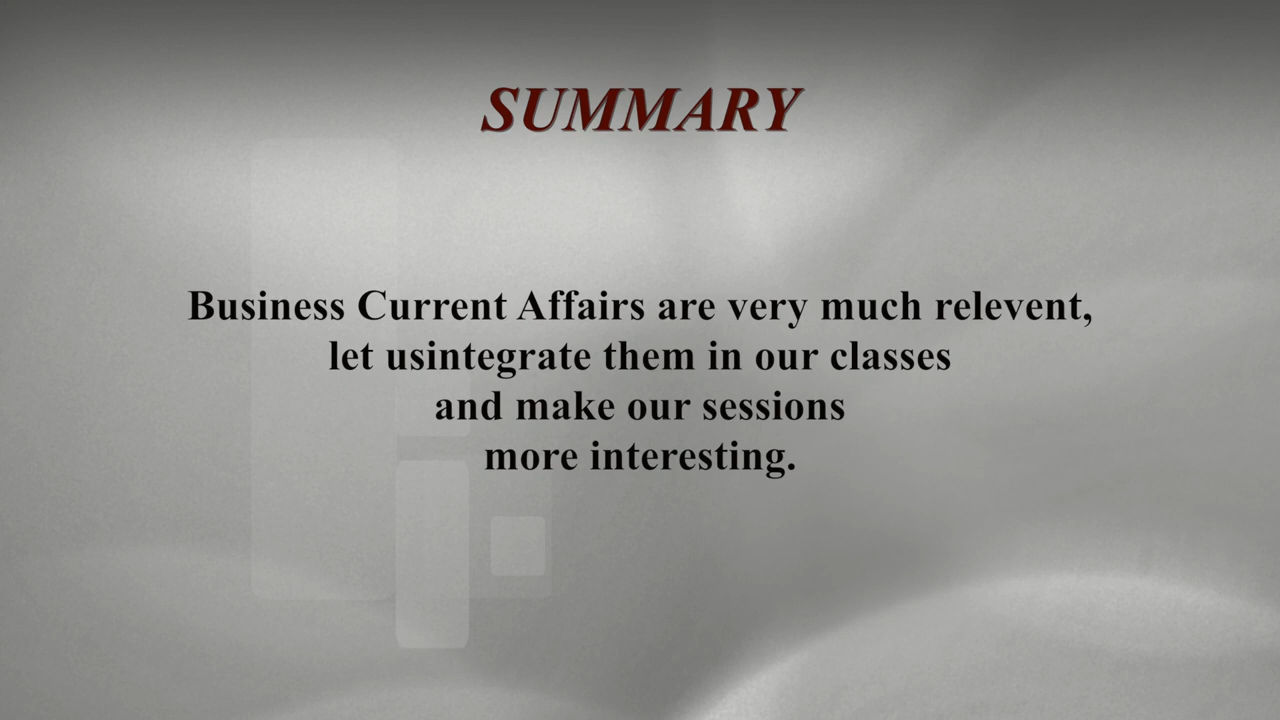 SUMMARY
Business Current Affairs are very much relevent,
let usintegrate them in our classes
and make our sessions
more interesting.